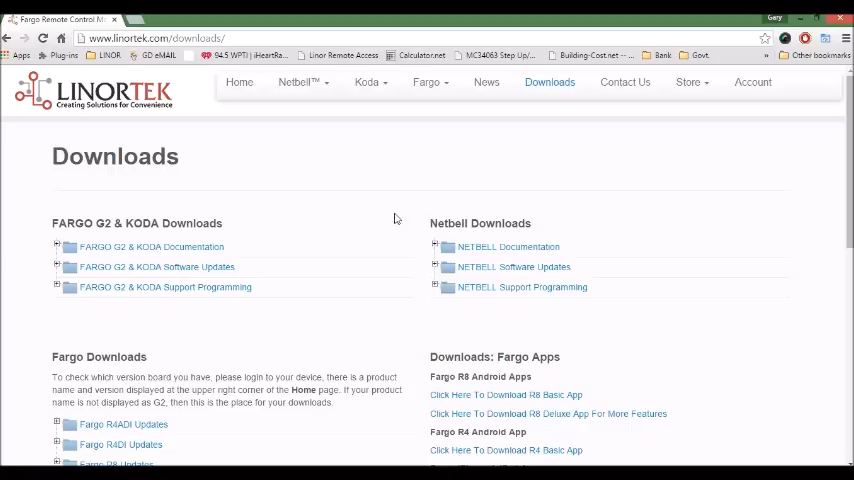 Fargo Remote Control M
Gary
www.linortek.com/downloads/
Apps Plug-ins LINOR GD eMAIL 94.5 WPTI | iHeartRa... Linor Remote Access Calculator.net MC34063 Step Up/... Building-Cost.net -- ... Bank Govt. » Other bookmarks
LINORTEK
Creating Solutions for Convenience
Home Netbell™ Koda Fargo News Downloads Contact Us Store Account
Downloads
FARGO G2 & KODA Downloads
FARGO G2 & KODA Documentation
FARGO G2 & KODA Software Updates
FARGO G2 & KODA Support Programming
Netbell Downloads
NETBELL Documentation
NETBELL Software Updates
NETBELL Support Programming
Fargo Downloads
To check which version board you have, please login to your device, there is a product
name and version displayed at the upper right corner of the Home page. If your product
name is not displayed as G2, then this is the place for your downloads.
Fargo R4ADI Updates
Fargo R4DI Updates
Fargo R8 Updates
Downloads: Fargo Apps
Fargo R8 Android Apps
Click Here To Download R8 Basic App
Click Here To Download R8 Deluxe App For More Features
Fargo R4 Android App
Click Here To Download R4 Basic App